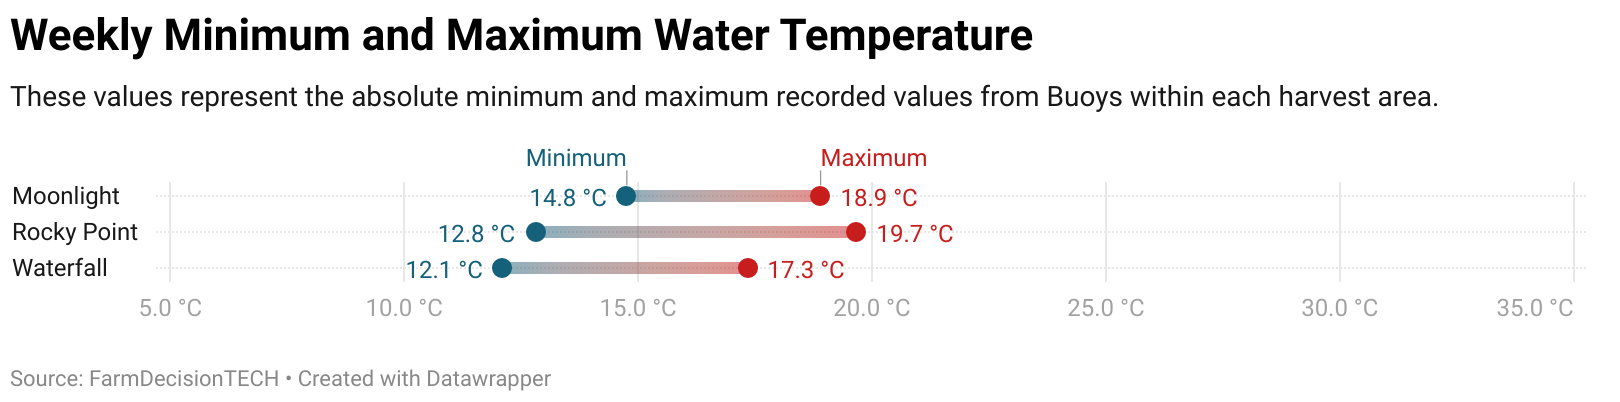 Weekly Minimum and Maximum Water Temperature
These values represent the absolute minimum and maximum recorded values from Buoys within each harvest area.
Minimum Maximum
Moonlight 14.8 °C 18.9 °C
Rocky Point 12.8 °C 19.7 °C
Waterfall 12.1 °C 17.3 °C
5.0 °C 10.0 °C 15.0 °C 20.0 °C 25.0 °C 30.0 °C 35.0 °C
Source: FarmDecisionTECH • Created with Datawrapper